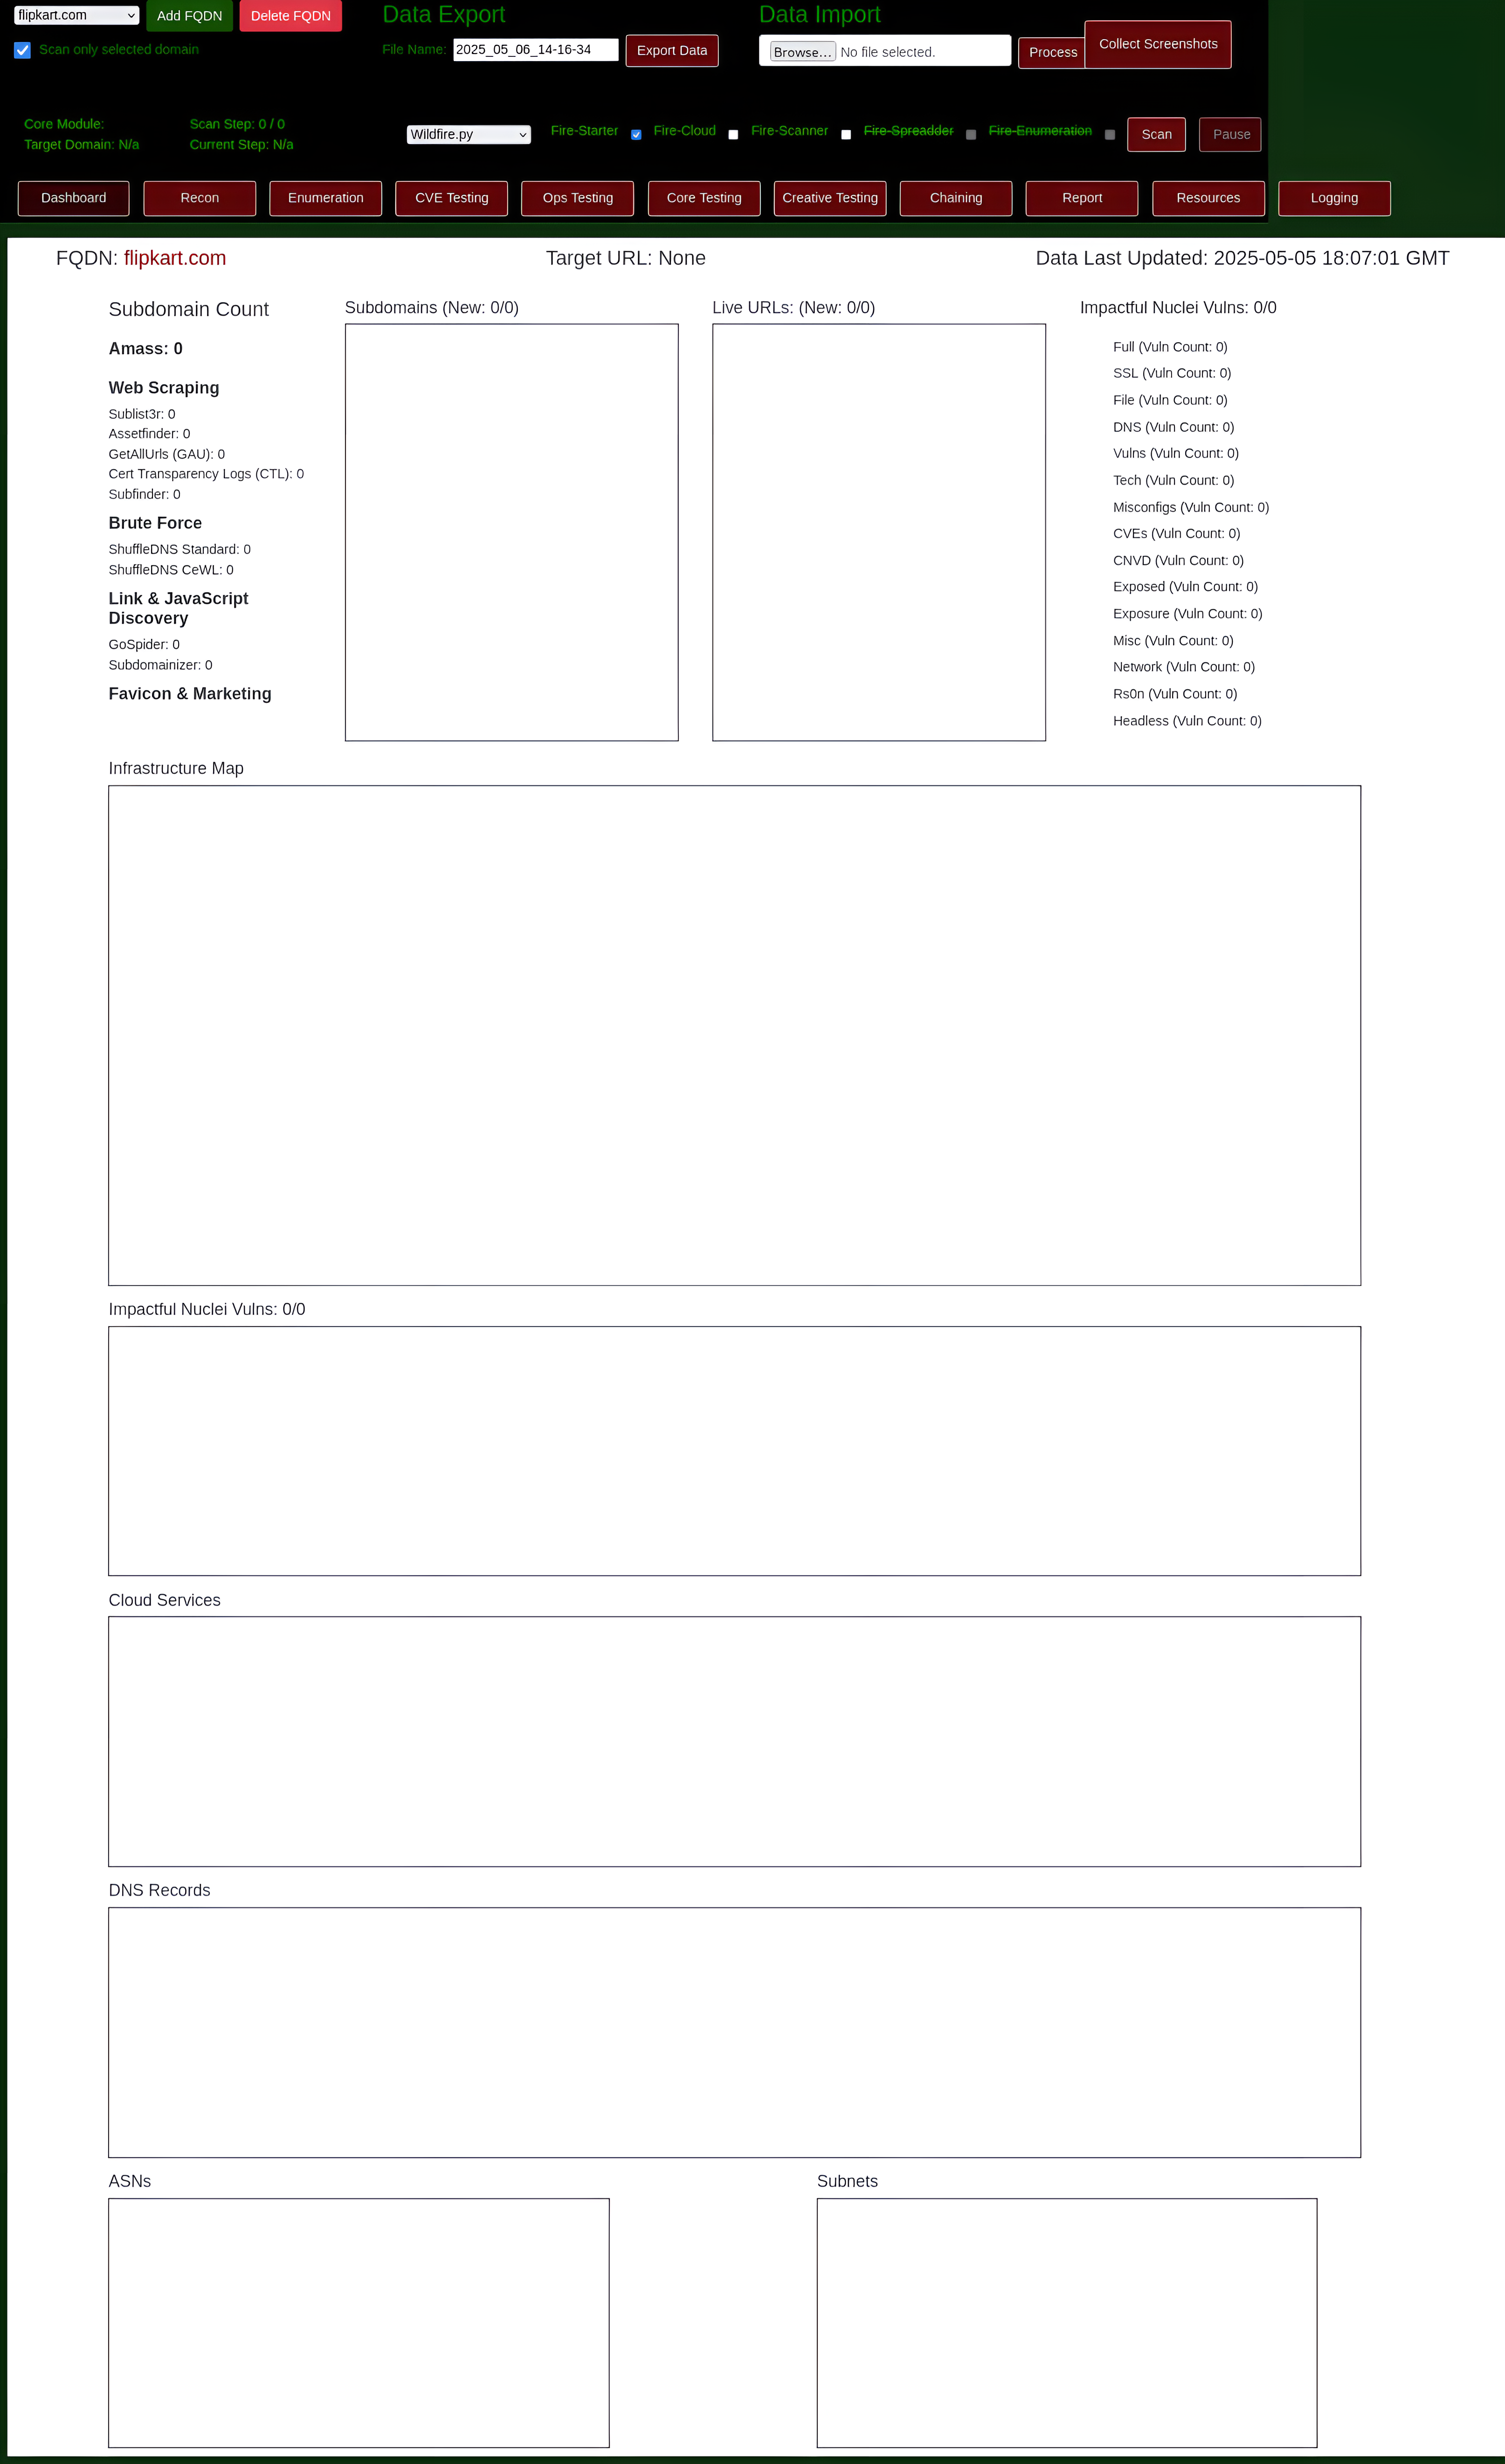 flipkart.com
Add FQDN
Delete FQDN
Scan only selected domain
Data Export
File Name: 2025_05_06_14-16-34
Export Data
Data Import
Browse... No file selected.
Process
Collect Screenshots
Core Module:
Target Domain: N/a
Scan Step: 0 / 0
Current Step: N/a
Wildfire.py
Fire-Starter
Fire-Cloud
Fire-Scanner
Fire-Spreadder
Fire-Enumeration
Scan
Pause
Dashboard
Recon
Enumeration
CVE Testing
Ops Testing
Core Testing
Creative Testing
Chaining
Report
Resources
Logging
FQDN: flipkart.com
Target URL: None
Data Last Updated: 2025-05-05 18:07:01 GMT
Subdomain Count
Amass: 0
Web Scraping
Sublist3r: 0
Assetfinder: 0
GetAllUrls (GAU): 0
Cert Transparency Logs (CTL): 0
Subfinder: 0
Brute Force
ShuffleDNS Standard: 0
ShuffleDNS CeWL: 0
Link & JavaScript
Discovery
GoSpider: 0
Subdomainizer: 0
Favicon & Marketing
Subdomains (New: 0/0)
Live URLs: (New: 0/0)
Impactful Nuclei Vulns: 0/0
Full (Vuln Count: 0)
SSL (Vuln Count: 0)
File (Vuln Count: 0)
DNS (Vuln Count: 0)
Vulns (Vuln Count: 0)
Tech (Vuln Count: 0)
Misconfigs (Vuln Count: 0)
CVEs (Vuln Count: 0)
CNVD (Vuln Count: 0)
Exposed (Vuln Count: 0)
Exposure (Vuln Count: 0)
Misc (Vuln Count: 0)
Network (Vuln Count: 0)
Rs0n (Vuln Count: 0)
Headless (Vuln Count: 0)
Infrastructure Map
Impactful Nuclei Vulns: 0/0
Cloud Services
DNS Records
ASNs
Subnets